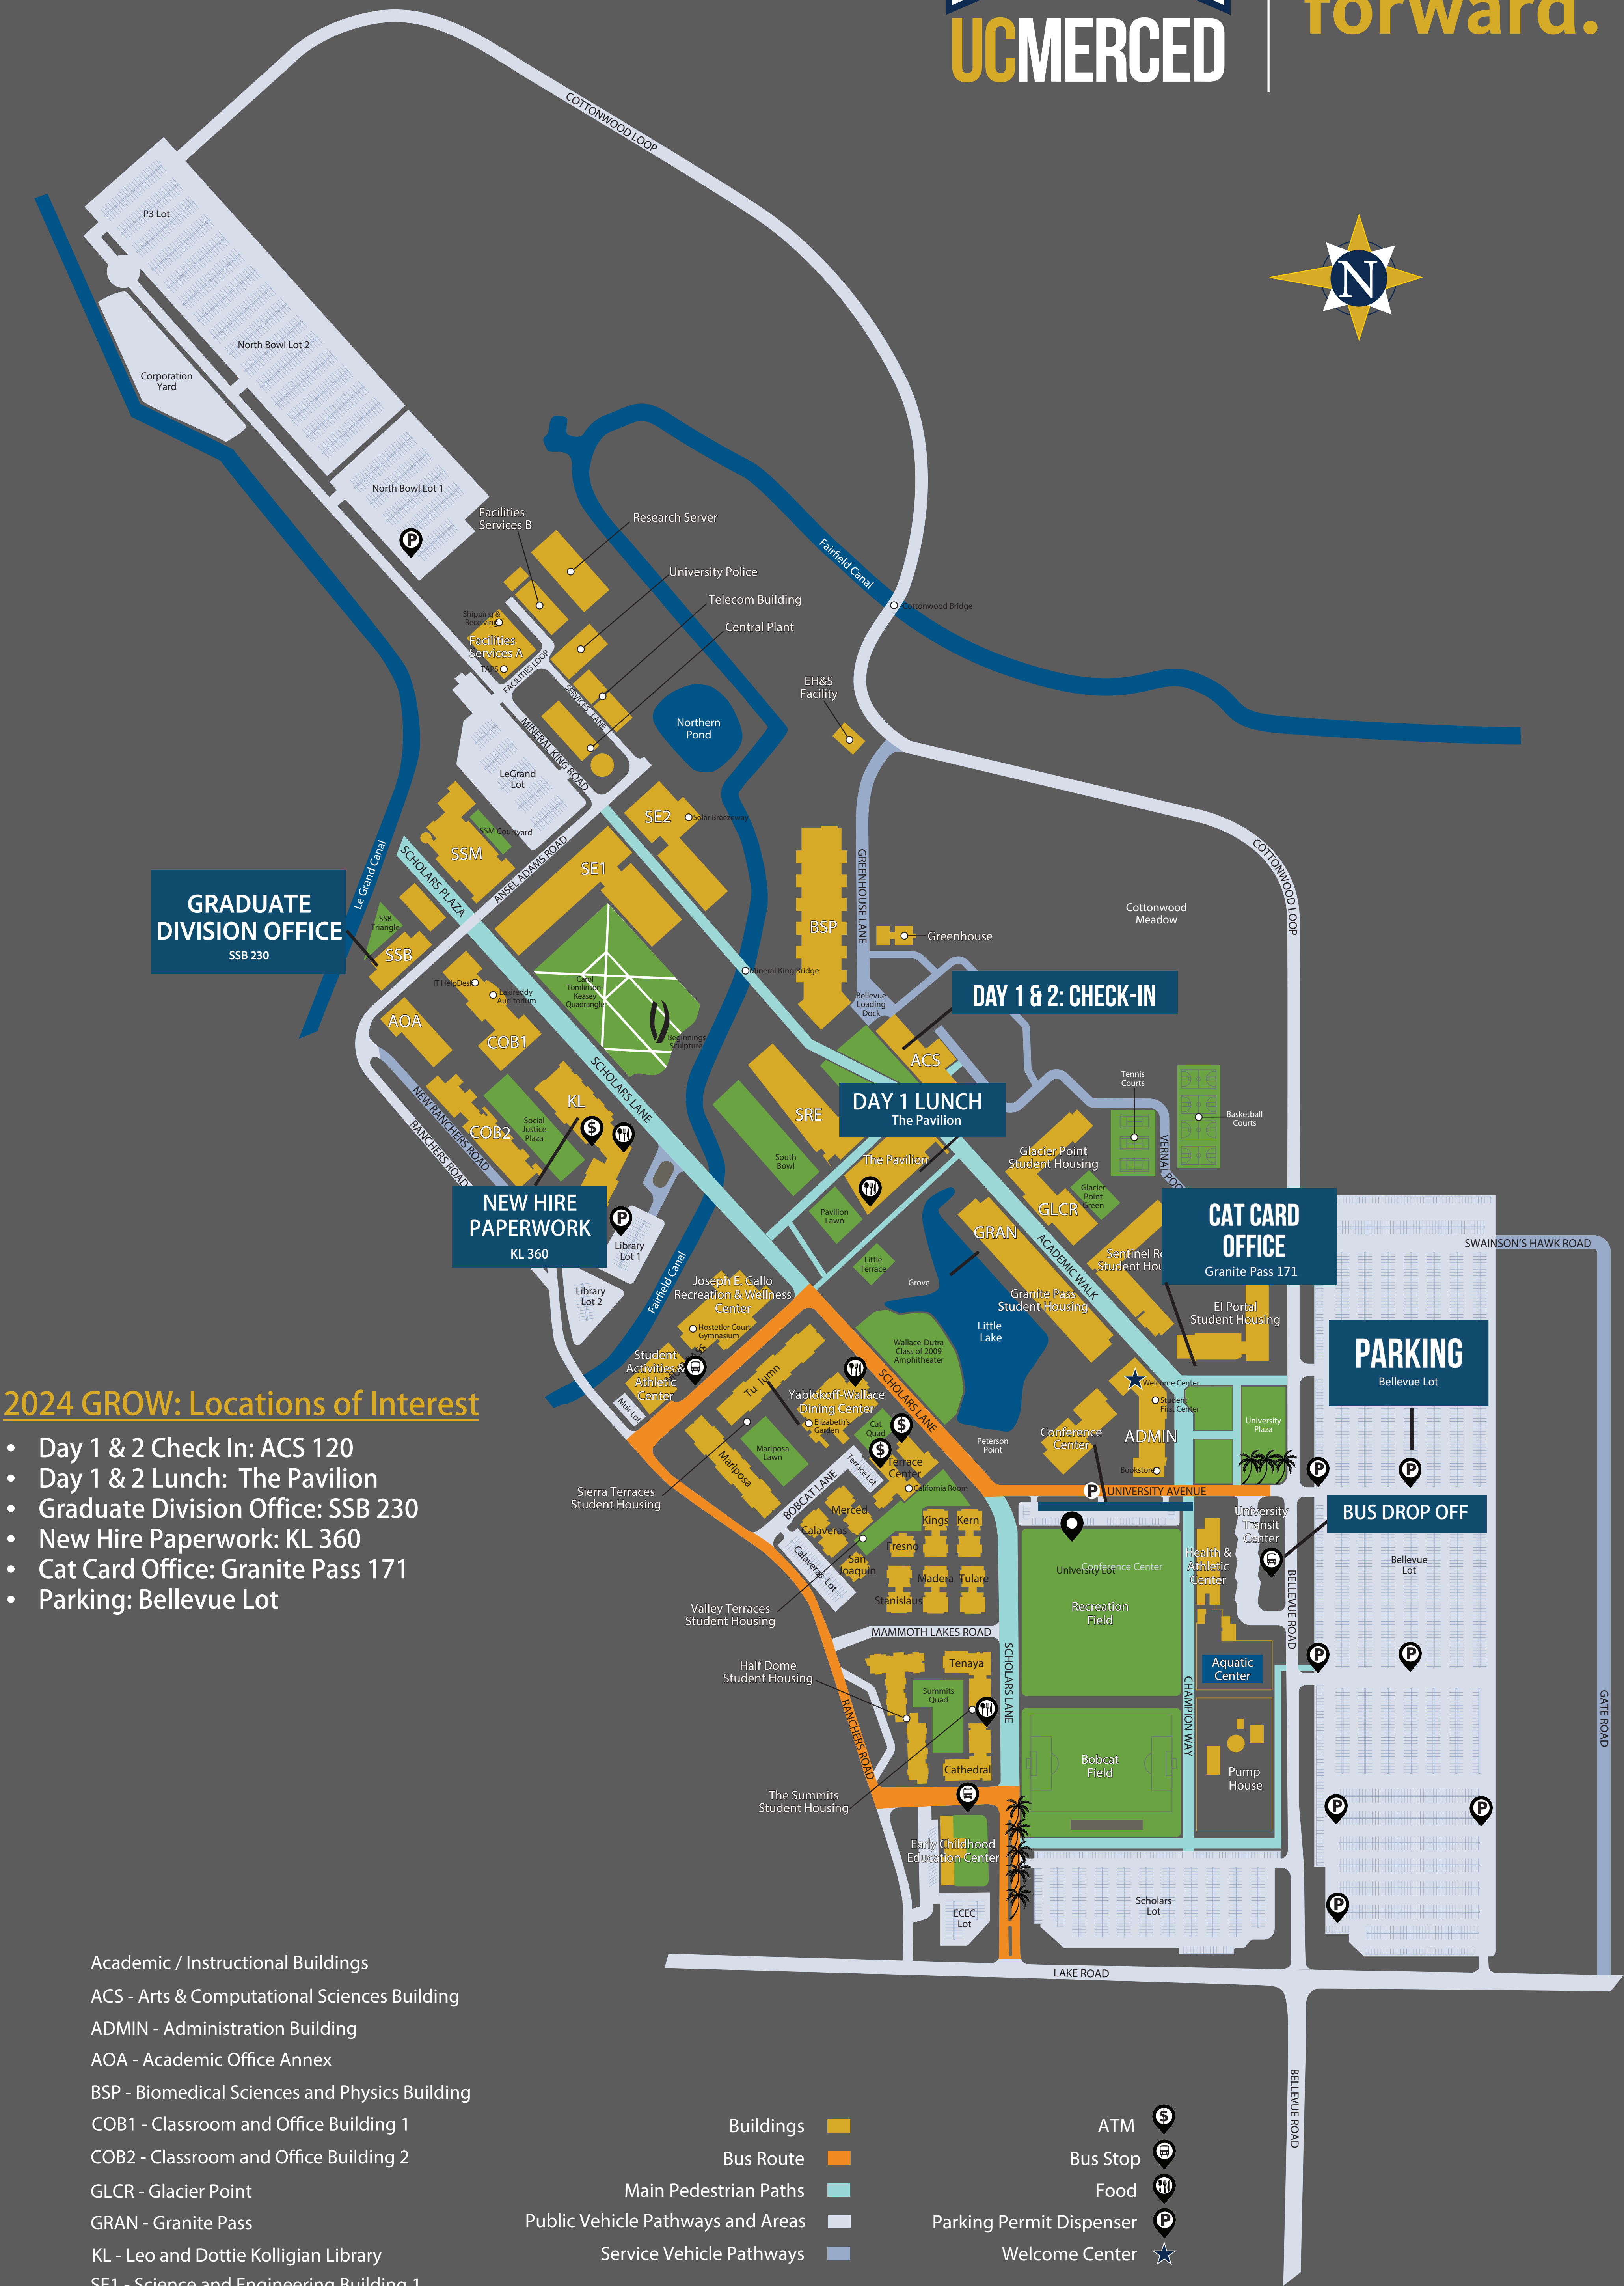 forward.
UCMERCED
COTTONWOOD LOOP
P3 Lot
N
North Bowl Lot 2
Corporation
Yard
North Bowl Lot 1
P
Facilities
Services B
Research Server
University Police
Telecom Building
Central Plant
Fairfield Canal
Cottonwood Bridge
Shipping &
Receiving
Facilities
Services A
TAPS
FACILITIES LOOP
SERVICES LANE
MINERAL KING ROAD
EH&S
Facility
Northern
Pond
LeGrand
Lot
SE2
Solar Breezeway
SSM Courtyard
SSM
SCHOLARS PLAZA
ANSEL ADAMS ROAD
SE1
Le Grand Canal
GREENHOUSE LANE
COTTONWOOD LOOP
GRADUATE
DIVISION OFFICE
SSB 230
SSB
Triangle
SSB
BSP
Greenhouse
Cottonwood
Meadow
IT HelpDesk
Lakireddy
Auditorium
Carol
Tomlinson-
Keasey
Quadrangle
Mineral King Bridge
Bellevue
Loading
Dock
DAY 1 & 2: CHECK-IN
AOA
COB1
Beginnings
Sculpture
ACS
SCHOLARS LANE
NEW RANCHERS ROAD
RANCHERS ROAD
KL
$
COB2
Social
Justice
Plaza
SRE
DAY 1 LUNCH
The Pavilion
Tennis
Courts
Basketball
Courts
South
Bowl
The Pavilion
Glacier Point
Student Housing
Glacier
Point
Green
GLCR
NEW HIRE
PAPERWORK
KL 360
P
Library
Lot 1
Library
Lot 2
Pavilion
Lawn
Little
Terrace
GRAN
ACADEMIC WALK
Grove
CAT CARD
OFFICE
Granite Pass 171
SWAINSON'S HAWK ROAD
Fairfield Canal
Joseph E. Gallo
Recreation & Wellness
Center
Hostetler Court
Gymnasium
Granite Pass
Student Housing
El Portal
Student Housing
Little
Lake
Wallace-Dutra
Class of 2009
Amphitheater
PARKING
Bellevue Lot
Student
Activities &
Athletic
Center
Muir Lot
Yablokoff-Wallace
Dining Center
Elizabeth's
Garden
Cat
Quad
SCHOLARS LANE
$
$
Welcome Center
Student
First Center
University
Plaza
2024 GROW: Locations of Interest
• Day 1 & 2 Check In: ACS 120
• Day 1 & 2 Lunch: The Pavilion
• Graduate Division Office: SSB 230
• New Hire Paperwork: KL 360
• Cat Card Office: Granite Pass 171
• Parking: Bellevue Lot
Mariposa
Mariposa
Lawn
Terrace Lot
Terrace
Center
California Room
Peterson
Point
Conference
Center
ADMIN
Bookstore
P
P
P
UNIVERSITY AVENUE
Sierra Terraces
Student Housing
BOBCAT LANE
Merced
Calaveras
San
Joaquin
Calaveras Lot
Kings
Kern
Fresno
Madera
Tulare
Stanislaus
University
Transit
Center
BUS DROP OFF
Health &
Athletic
Center
Bellevue
Lot
University Lot
Conference Center
Recreation
Field
BELLEVUE ROAD
Valley Terraces
Student Housing
MAMMOTH LAKES ROAD
SCHOLARS LANE
Half Dome
Student Housing
Tenaya
Summits
Quad
Aquatic
Center
P
P
CHAMPION WAY
GATE ROAD
RANCHERS ROAD
Cathedral
Bobcat
Field
Pump
House
The Summits
Student Housing
P
P
Early Childhood
Education Center
ECEC
Lot
Scholars
Lot
P
LAKE ROAD
BELLEVUE ROAD
Academic / Instructional Buildings
ACS - Arts & Computational Sciences Building
ADMIN - Administration Building
AOA - Academic Office Annex
BSP - Biomedical Sciences and Physics Building
COB1 - Classroom and Office Building 1
COB2 - Classroom and Office Building 2
GLCR - Glacier Point
GRAN - Granite Pass
KL - Leo and Dottie Kolligian Library
SE1 - Science and Engineering Building 1
Buildings
Bus Route
Main Pedestrian Paths
Public Vehicle Pathways and Areas
Service Vehicle Pathways
ATM $
Bus Stop
Food
Parking Permit Dispenser P
Welcome Center